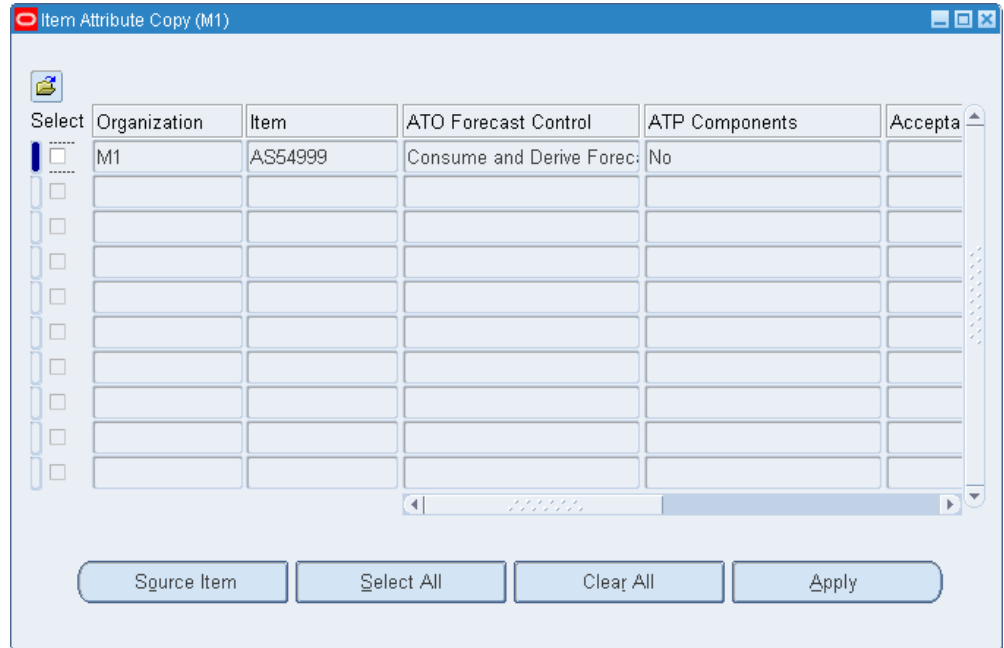 Item Attribute Copy (M1)
Select Organization Item ATO Forecast Control ATP Components Accepta
M1 AS54999 Consume and Derive Foreca No
Source Item Select All Clear All Apply